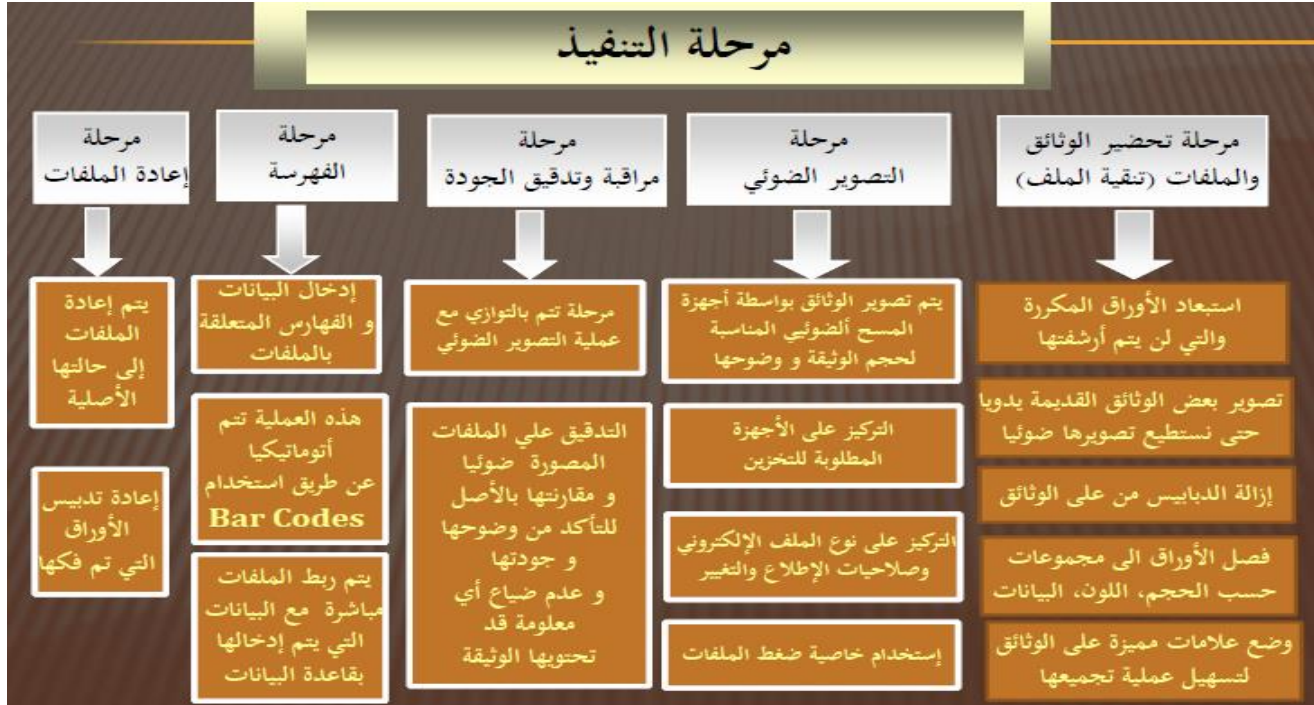 مرحلة التنفيذ
مرحلة تحضير الوثائق
والملفات (تنقية الملف)
استبعاد الأوراق المكررة
والتي لن يتم أرشفتها
تصوير بعض الوثائق القديمة يدويا
حتى نستطيع تصويرها ضوئيا
إزالة الدبابيس من على الوثائق
فصل الأوراق الى مجموعات
حسب الحجم، اللون، البيانات
وضع علامات مميزة على الوثائق
لتسهيل عملية تجميعها
مرحلة
التصوير الضوئي
يتم تصوير الوثائق بواسطة أجهزة
المسح ألضوئيي المناسبة
لحجم الوثيقة و وضوحها
التركيز على الأجهزة
المطلوبة للتخزين
التركيز على نوع الملف الإلكتروني
وصلاحيات الإطلاع والتغيير
إستخدام خاصية ضغط الملفات
مرحلة
مراقبة وتدقيق الجودة
مرحلة تتم بالتوازي مع
عملية التصوير الضوئي
التدقيق علي الملفات
المصورة ضوئيا
و مقارنتها بالأصل
للتأكد من وضوحها
و جودتها
و عدم ضياع أي
معلومة قد
تحتويها الوثيقة
مرحلة
الفهرسة
إدخال البيانات
و الفهارس المتعلقة
بالملفات
هذه العملية تتم
أتوماتيكيا
عن طريق استخدام
Bar Codes
يتم ربط الملفات
مباشرة مع البيانات
التي يتم إدخالها
بقاعدة البيانات
مرحلة
إعادة الملفات
يتم إعادة
الملفات
إلى حالتها
الأصلية
إعادة تدبيس
الأوراق
التي تم فكها